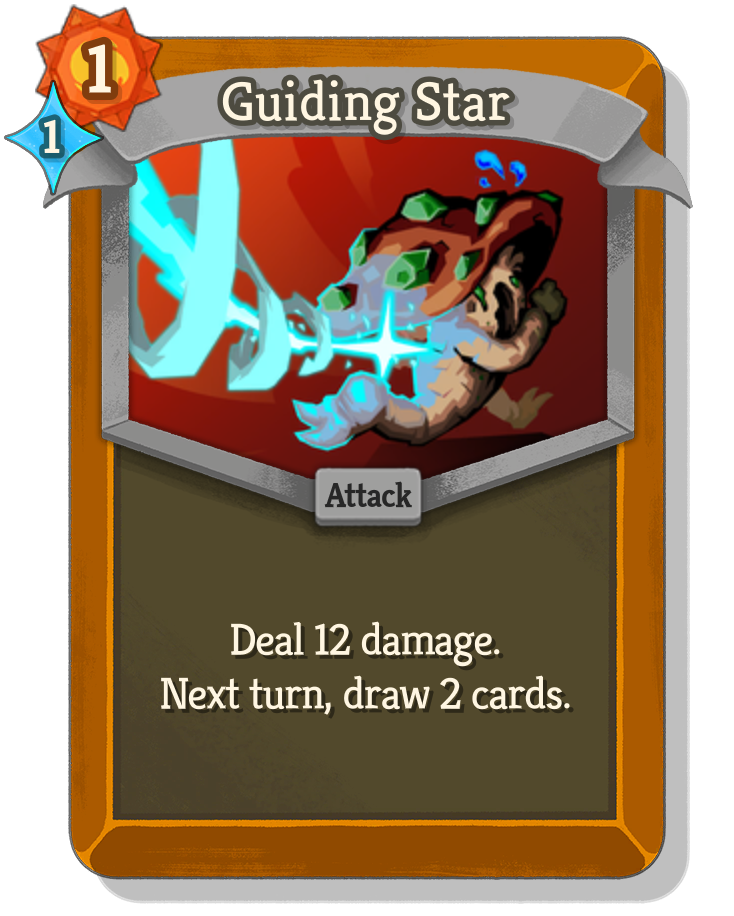 1
Guiding Star
1
Attack
Deal 12 damage.
Next turn, draw 2 cards.